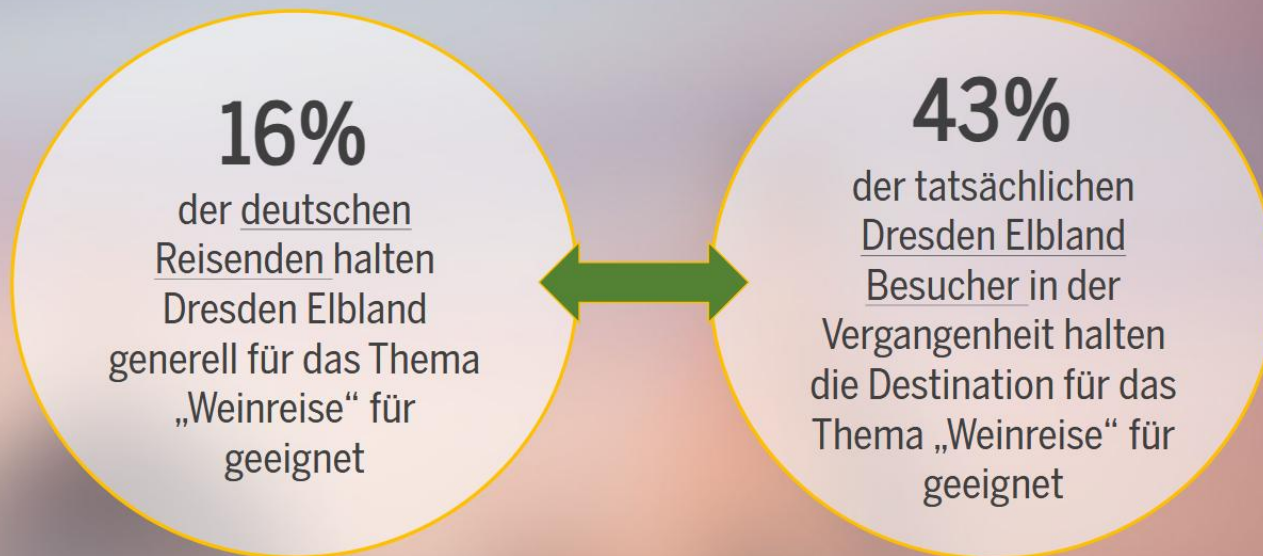 16%
der deutschen
Reisenden halten
Dresden Elbland
generell für das Thema
„Weinreise“ für
geeignet
43%
der tatsächlichen
Dresden Elbland
Besucher in der
Vergangenheit halten
die Destination für das
Thema „Weinreise“ für
geeignet